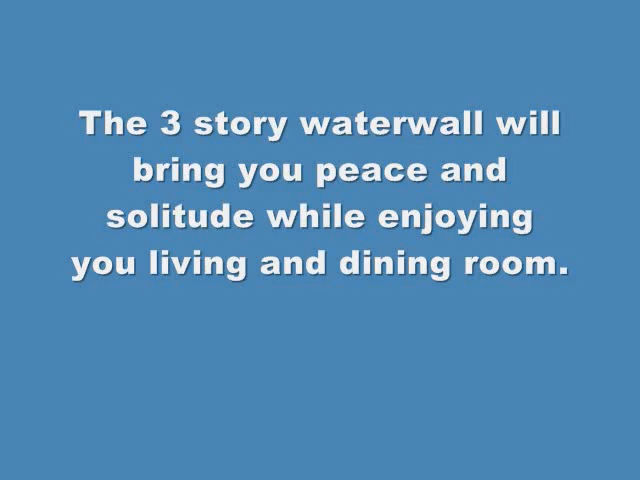 The 3 story waterwall will
bring you peace and
solitude while enjoying
you living and dining room.